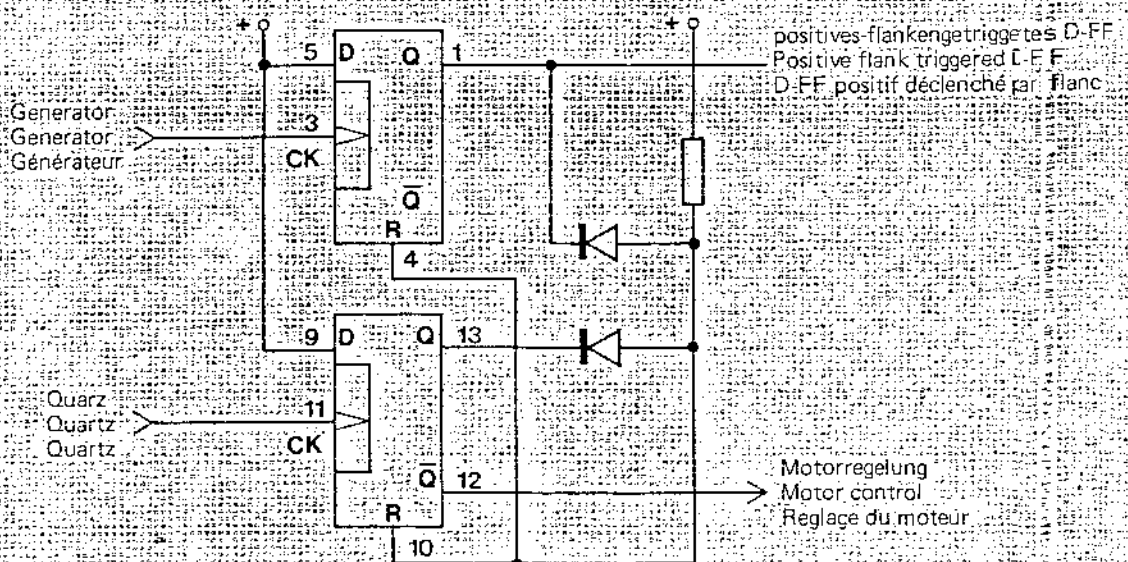 + +
5 D Q 1
positives-flankengetriggetes D-FF
Positive flank triggered D-FF
D-FF positif déclenché par flanc
Generator
Generator
Générateur
3
CK
Q
R
4
9 D Q 13
Quarz
Quartz
Quartz
11
CK
Q 12
Motorregelung
Motor control
Reglage du moteur
R
10